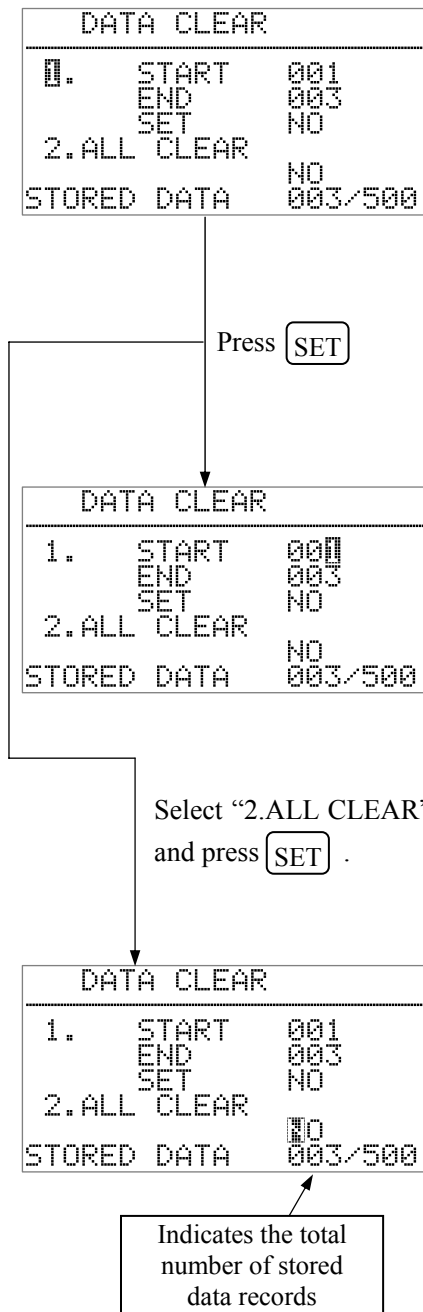 DATA CLEAR
1. START 001
END 003
SET NO
2.ALL CLEAR
NO
STORED DATA 003/500
Press SET
DATA CLEAR
1. START 001
END 003
SET NO
2.ALL CLEAR
NO
STORED DATA 003/500
Select “2.ALL CLEAR”
and press SET .
DATA CLEAR
1. START 001
END 003
SET NO
2.ALL CLEAR
NO
STORED DATA 003/500
Indicates the total
number of stored
data records